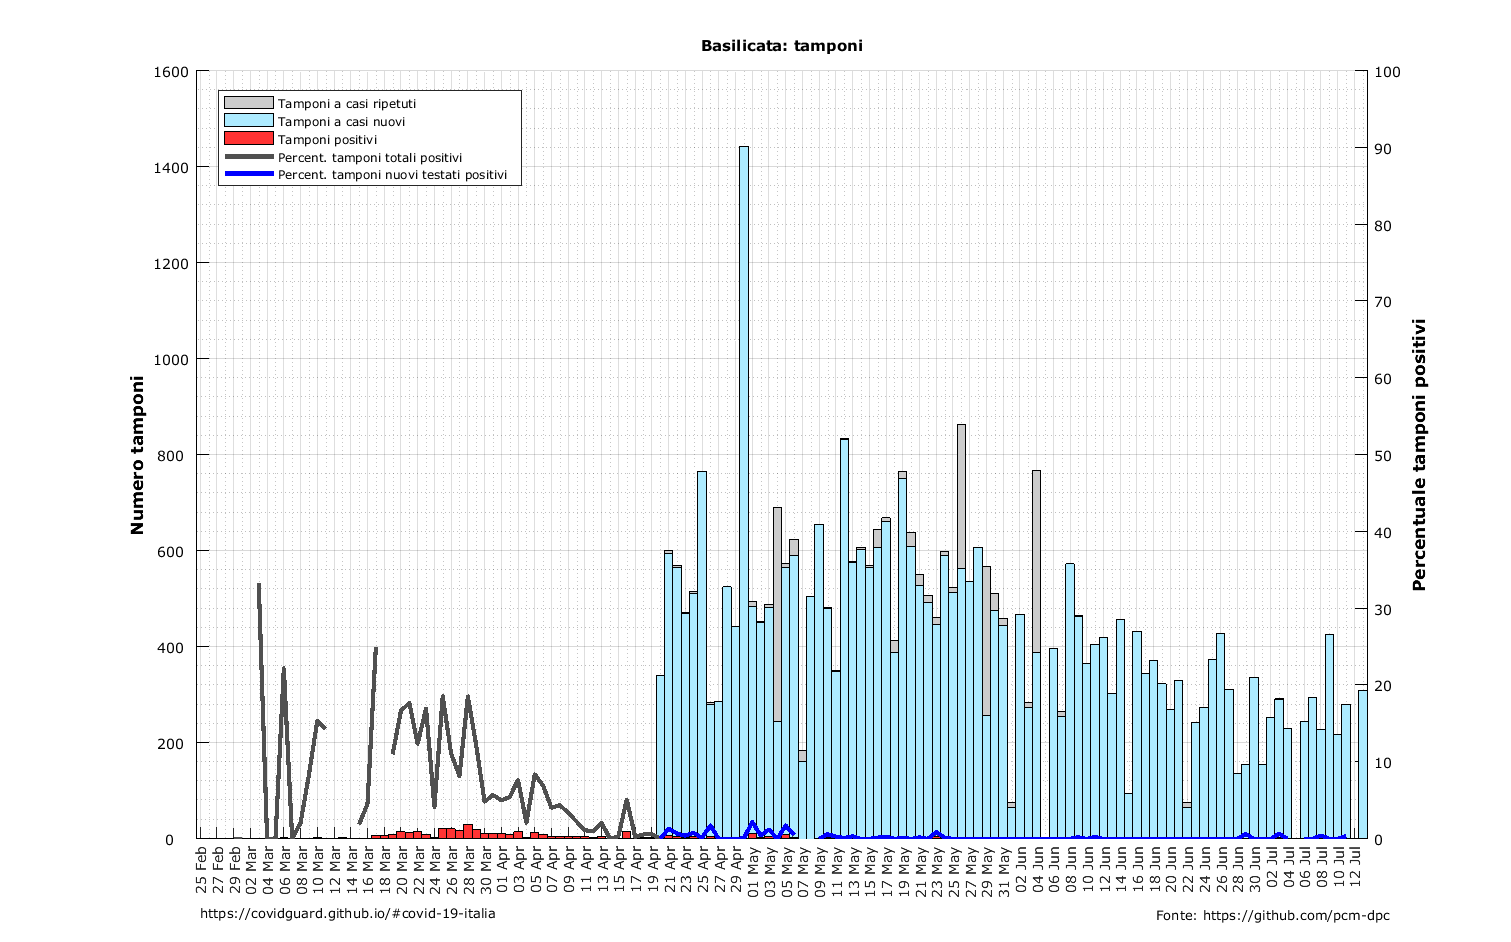 Basilicata: tamponi
1600
1400
1200
1000
800
600
400
200
0
100
90
80
70
60
50
40
30
20
10
0
Tamponi a casi ripetuti
Tamponi a casi nuovi
Tamponi positivi
Percent. tamponi totali positivi
Percent. tamponi nuovi testati positivi
Numero tamponi
Percentuale tamponi positivi
25 Feb
27 Feb
29 Feb
02 Mar
04 Mar
06 Mar
08 Mar
10 Mar
12 Mar
14 Mar
16 Mar
18 Mar
20 Mar
22 Mar
24 Mar
26 Mar
28 Mar
30 Mar
01 Apr
03 Apr
05 Apr
07 Apr
09 Apr
11 Apr
13 Apr
15 Apr
17 Apr
19 Apr
21 Apr
23 Apr
25 Apr
27 Apr
29 Apr
01 May
03 May
05 May
07 May
09 May
11 May
13 May
15 May
17 May
19 May
21 May
23 May
25 May
27 May
29 May
31 May
02 Jun
04 Jun
06 Jun
08 Jun
10 Jun
12 Jun
14 Jun
16 Jun
18 Jun
20 Jun
22 Jun
24 Jun
26 Jun
28 Jun
30 Jun
02 Jul
04 Jul
06 Jul
08 Jul
10 Jul
12 Jul
https://covidguard.github.io/#covid-19-italia
Fonte: https://github.com/pcm-dpc